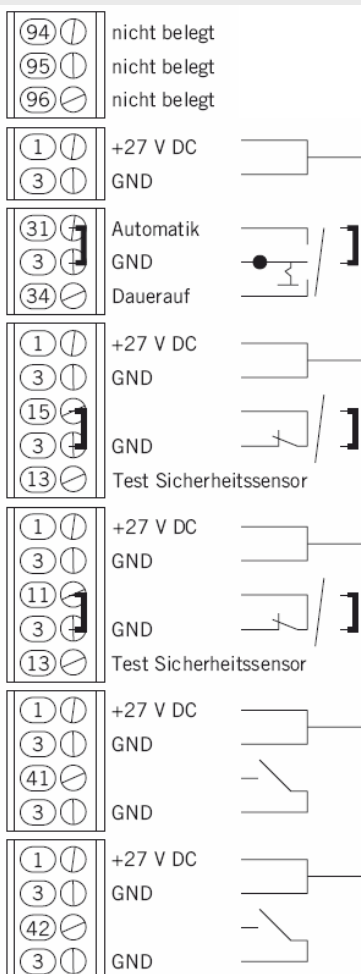 94 nicht belegt
95 nicht belegt
96 nicht belegt
1 +27 V DC
3 GND
31 Automatik
3 GND
34 Dauerauf
1 +27 V DC
3 GND
15
3 GND
13 Test Sicherheitssensor
1 +27 V DC
3 GND
11
3 GND
13 Test Sicherheitssensor
1 +27 V DC
3 GND
41
3 GND
1 +27 V DC
3 GND
42
3 GND